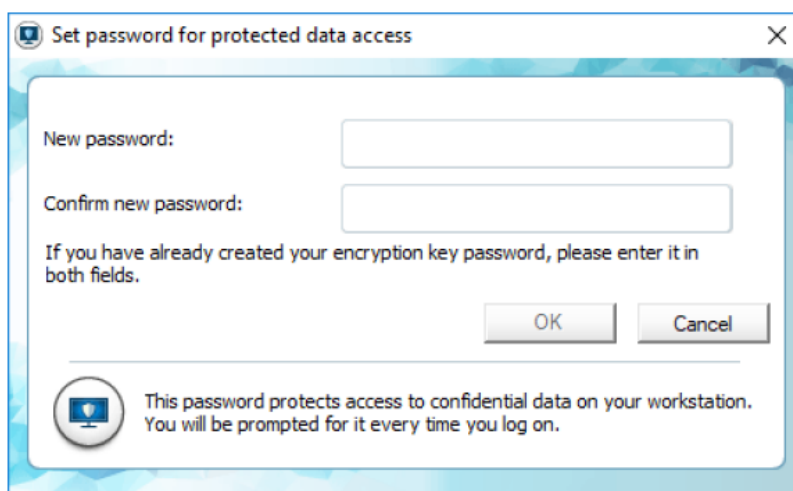 Set password for protected data access
New password:
Confirm new password:
If you have already created your encryption key password, please enter it in
both fields.
OK
Cancel
This password protects access to confidential data on your workstation.
You will be prompted for it every time you log on.